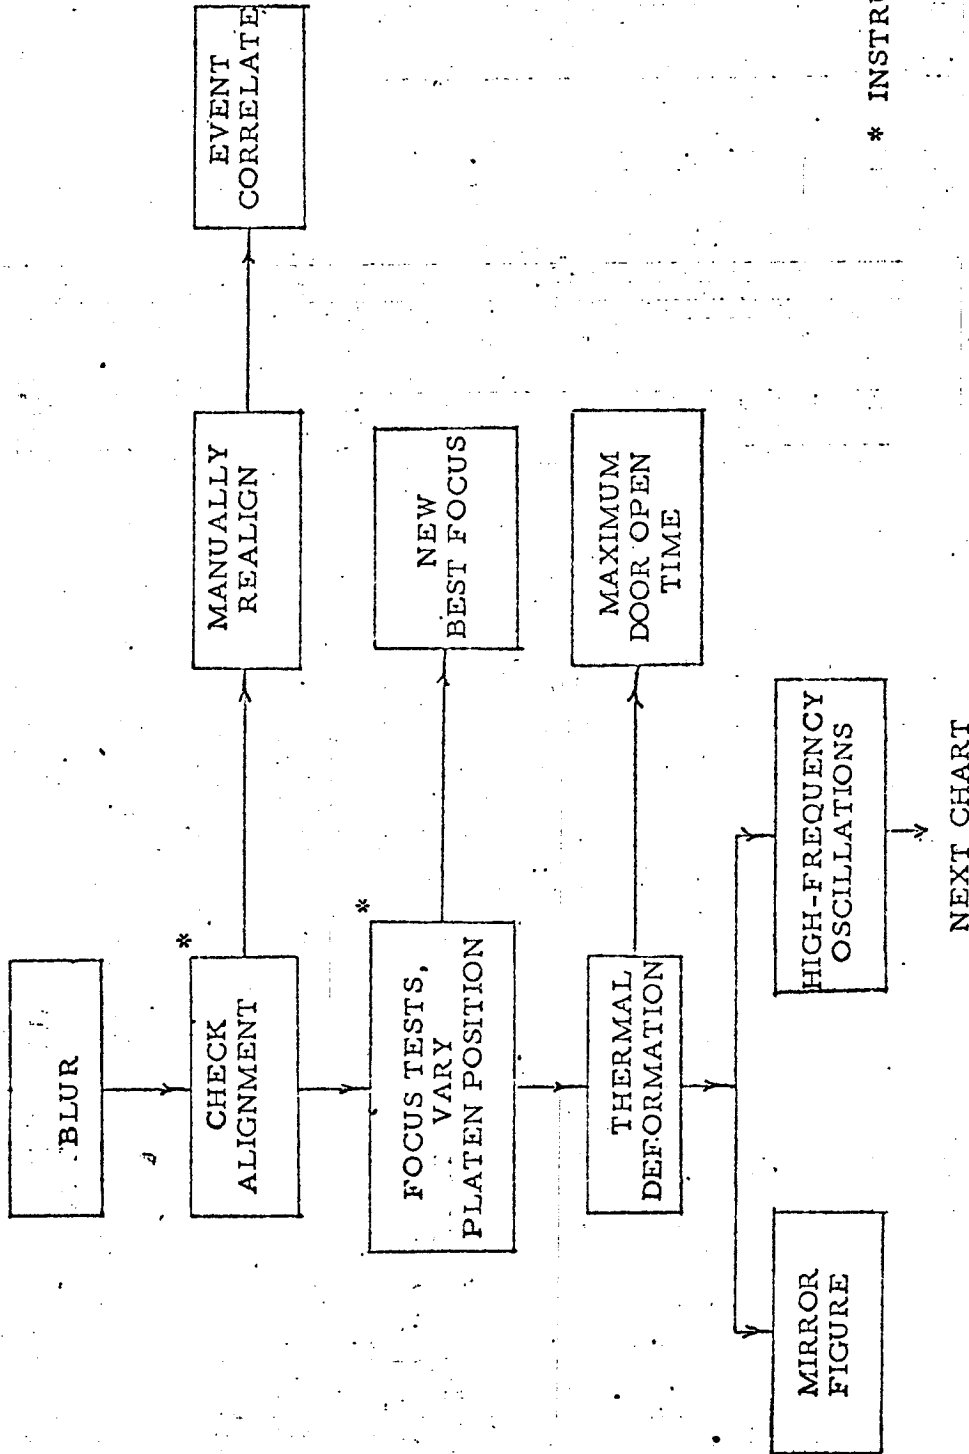 BLUR
*
CHECK
ALIGNMENT
MANUALLY
REALIGN
EVENT
CORRELATE
*
FOCUS TESTS,
VARY
PLATEN POSITION
NEW
BEST FOCUS
THERMAL
DEFORMATION
MAXIMUM
DOOR OPEN
TIME
MIRROR
FIGURE
HIGH-FREQUENCY
OSCILLATIONS
NEXT CHART
*